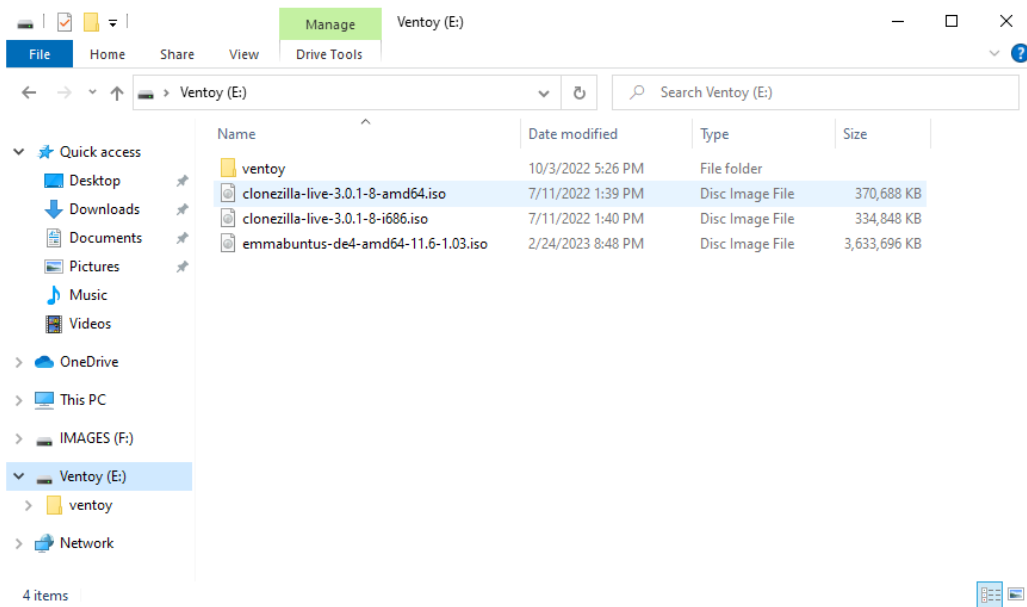 Manage Ventoy (E:)
File Home Share View Drive Tools
Ventoy (E:) Search Ventoy (E:)
Name Date modified Type Size
Quick access
Desktop
Downloads
Documents
Pictures
Music
Videos
OneDrive
This PC
IMAGES (F:)
Ventoy (E:)
ventoy
Network
ventoy 10/3/2022 5:26 PM File folder
clonezilla-live-3.0.1-8-amd64.iso 7/11/2022 1:39 PM Disc Image File 370,688 KB
clonezilla-live-3.0.1-8-i686.iso 7/11/2022 1:40 PM Disc Image File 334,848 KB
emmabuntus-de4-amd64-11.6-1.03.iso 2/24/2023 8:48 PM Disc Image File 3,633,696 KB
4 items